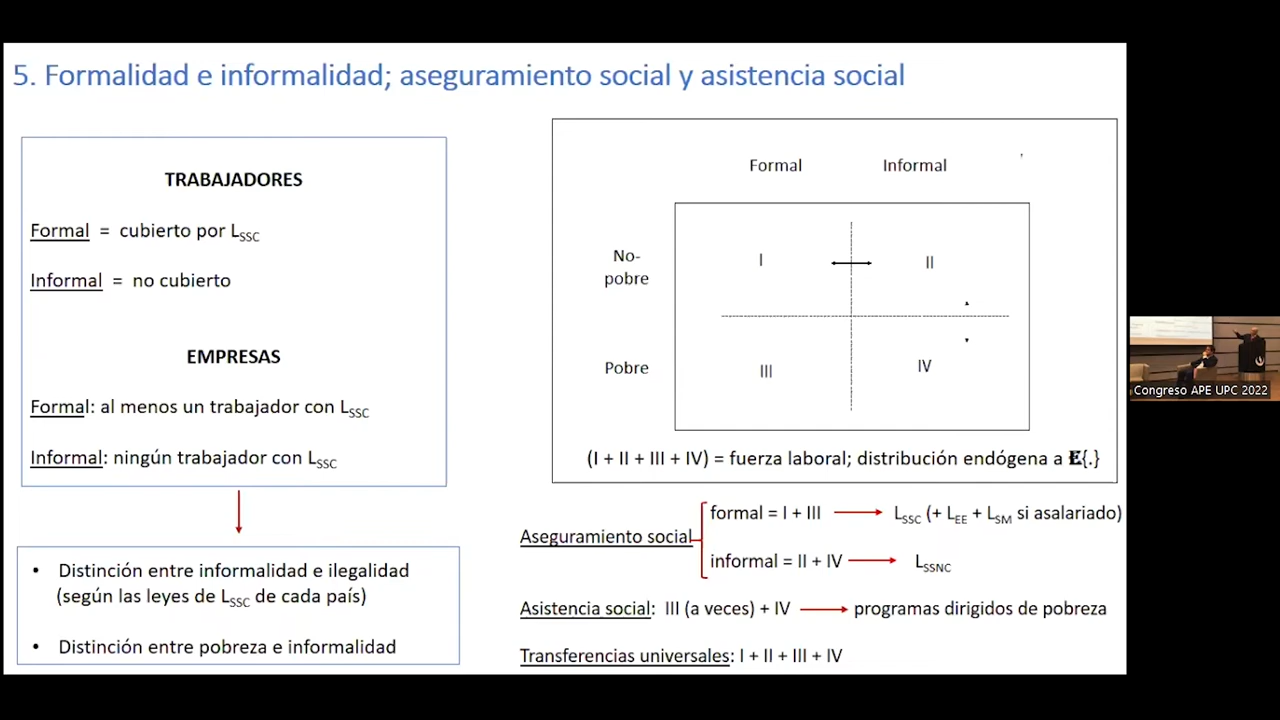 5. Formalidad e informalidad; aseguramiento social y asistencia social
TRABAJADORES
Formal = cubierto por LSSC
Informal = no cubierto
EMPRESAS
Formal: al menos un trabajador con LSSC
Informal: ningún trabajador con LSSC
• Distinción entre informalidad e ilegalidad
(según las leyes de LSSC de cada país)
• Distinción entre pobreza e informalidad
Formal Informal
No-
pobre
I II
Pobre
III IV
(I + II + III + IV) = fuerza laboral; distribución endógena a E{.}
Aseguramiento social
formal = I + III → LSSC (+ LEE + LSM si asalariado)
informal = II + IV → LSSNC
Asistencia social: III (a veces) + IV → programas dirigidos de pobreza
Transferencias universales: I + II + III + IV
Congreso APE UPC 2022